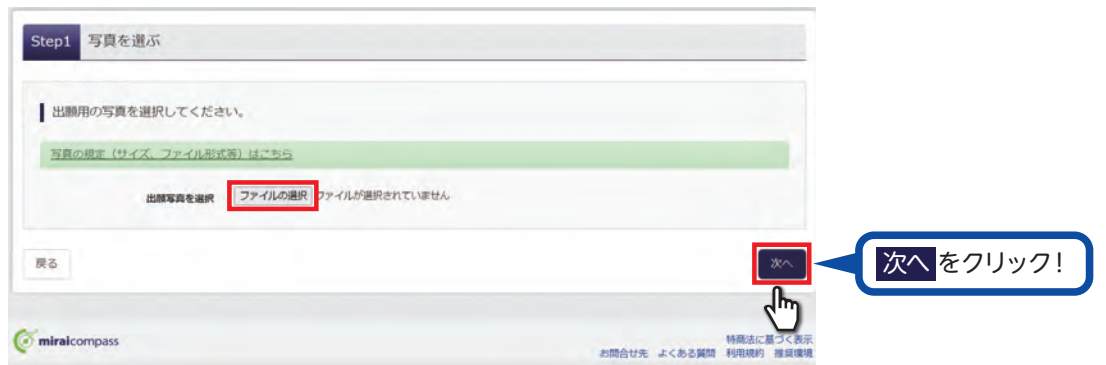 Step1 写真を選ぶ
出願用の写真を選択してください。
写真の規定（サイズ、ファイル形式等）はこちら
出願写真を選択 ファイルの選択 ファイルが選択されていません
戻る
次へ
次へ をクリック！
miraicompass
特商法に基づく表示
お問合せ先 よくある質問 利用規約 推奨環境